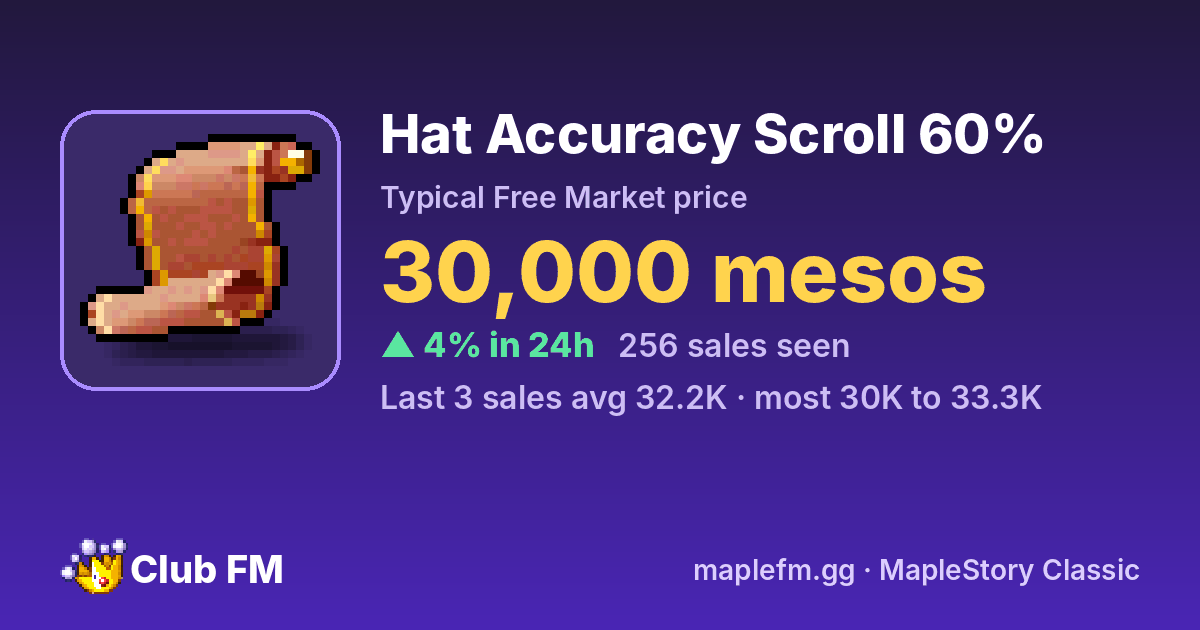 Hat Accuracy Scroll 60%
Typical Free Market price
30,000 mesos
▲ 4% in 24h 256 sales seen
Last 3 sales avg 32.2K · most 30K to 33.3K
Club FM
maplefm.gg · MapleStory Classic